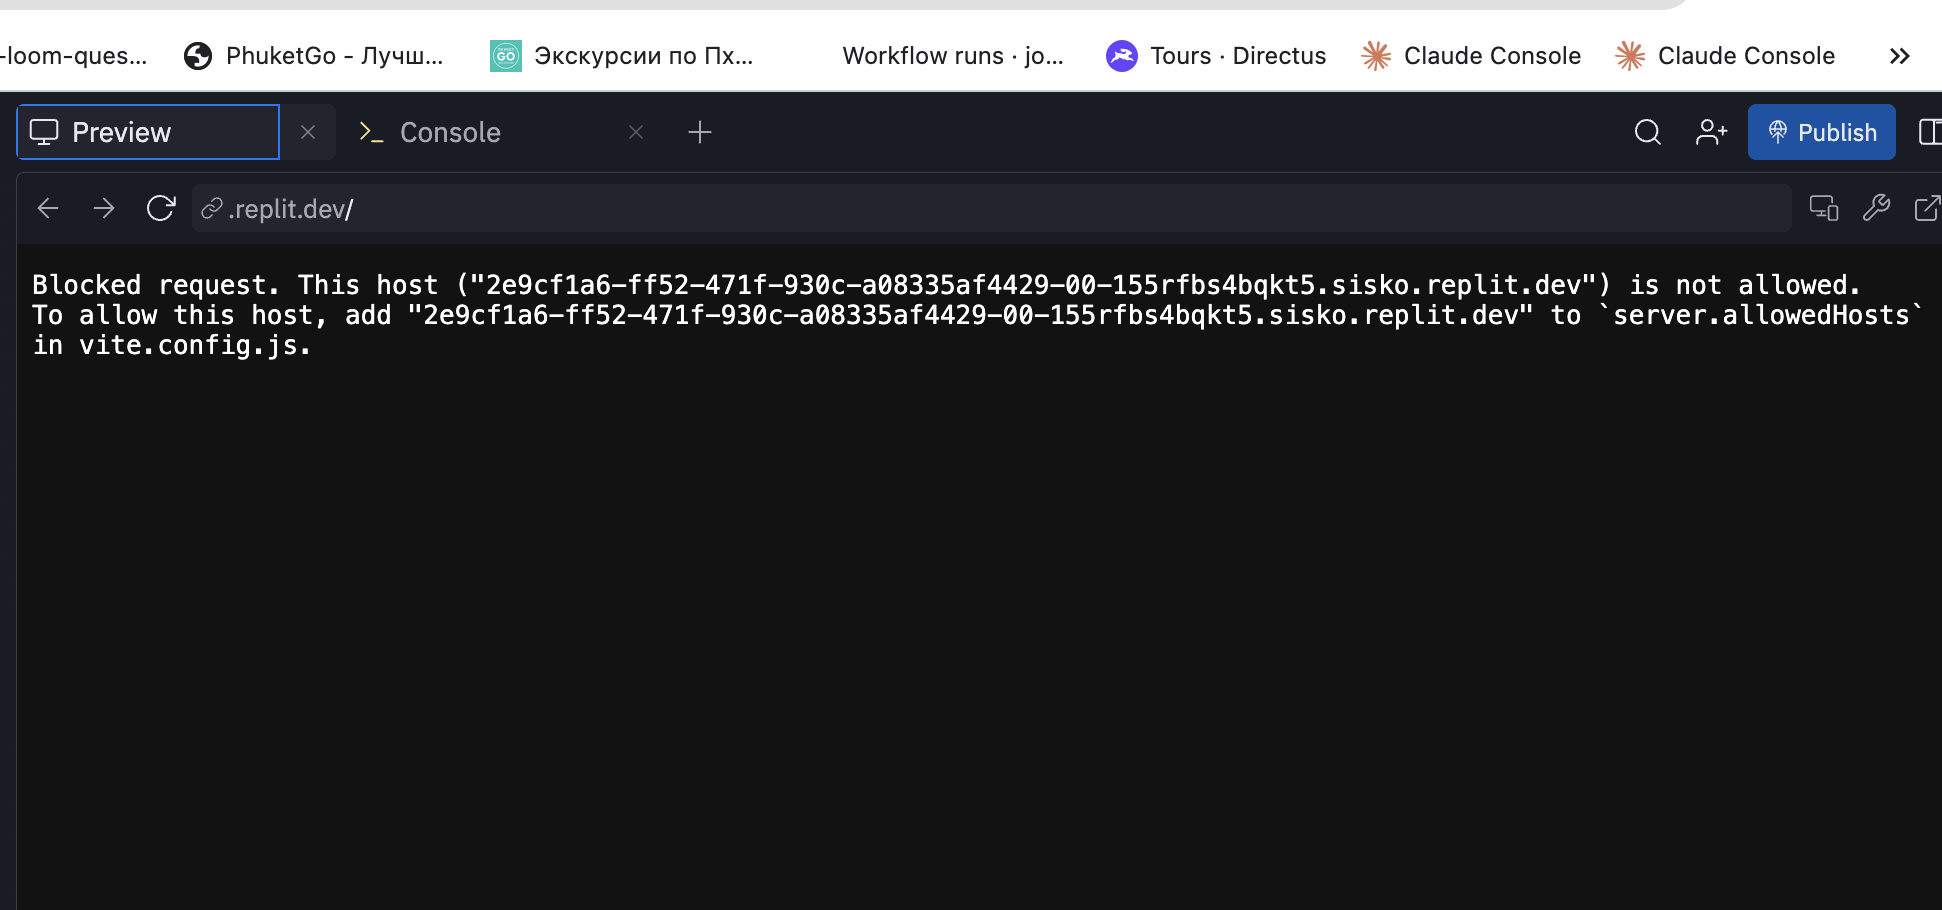 -loom-ques... PhuketGo - Лучш... GO Экскурсии по Пх... Workflow runs · jo... Tours · Directus Claude Console Claude Console »
Preview × >_ Console × + Publish
.replit.dev/
Blocked request. This host ("2e9cf1a6-ff52-471f-930c-a08335af4429-00-155rfbs4bqkt5.sisko.replit.dev") is not allowed.
To allow this host, add "2e9cf1a6-ff52-471f-930c-a08335af4429-00-155rfbs4bqkt5.sisko.replit.dev" to `server.allowedHosts`
in vite.config.js.